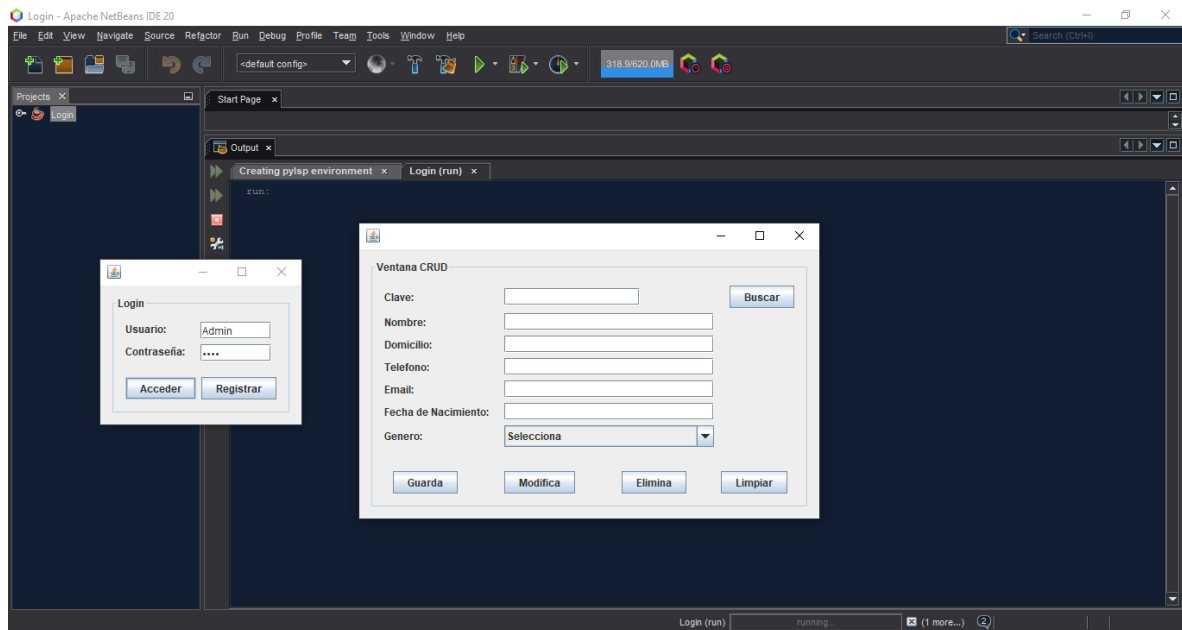 Login - Apache NetBeans IDE 20
File Edit View Navigate Source Refactor Run Debug Profile Team Tools Window Help
Search (Ctrl+I)
<default config>
318.9/620.0MB
Projects
Start Page
Login
Output
Creating pylsp environment
Login (run)
run:
Login
Usuario:
Admin
Contraseña:
Acceder
Registrar
Ventana CRUD
Clave:
Buscar
Nombre:
Domicilio:
Telefono:
Email:
Fecha de Nacimiento:
Genero:
Selecciona
Guarda
Modifica
Elimina
Limpiar
Login (run)
running...
(1 more...)
2